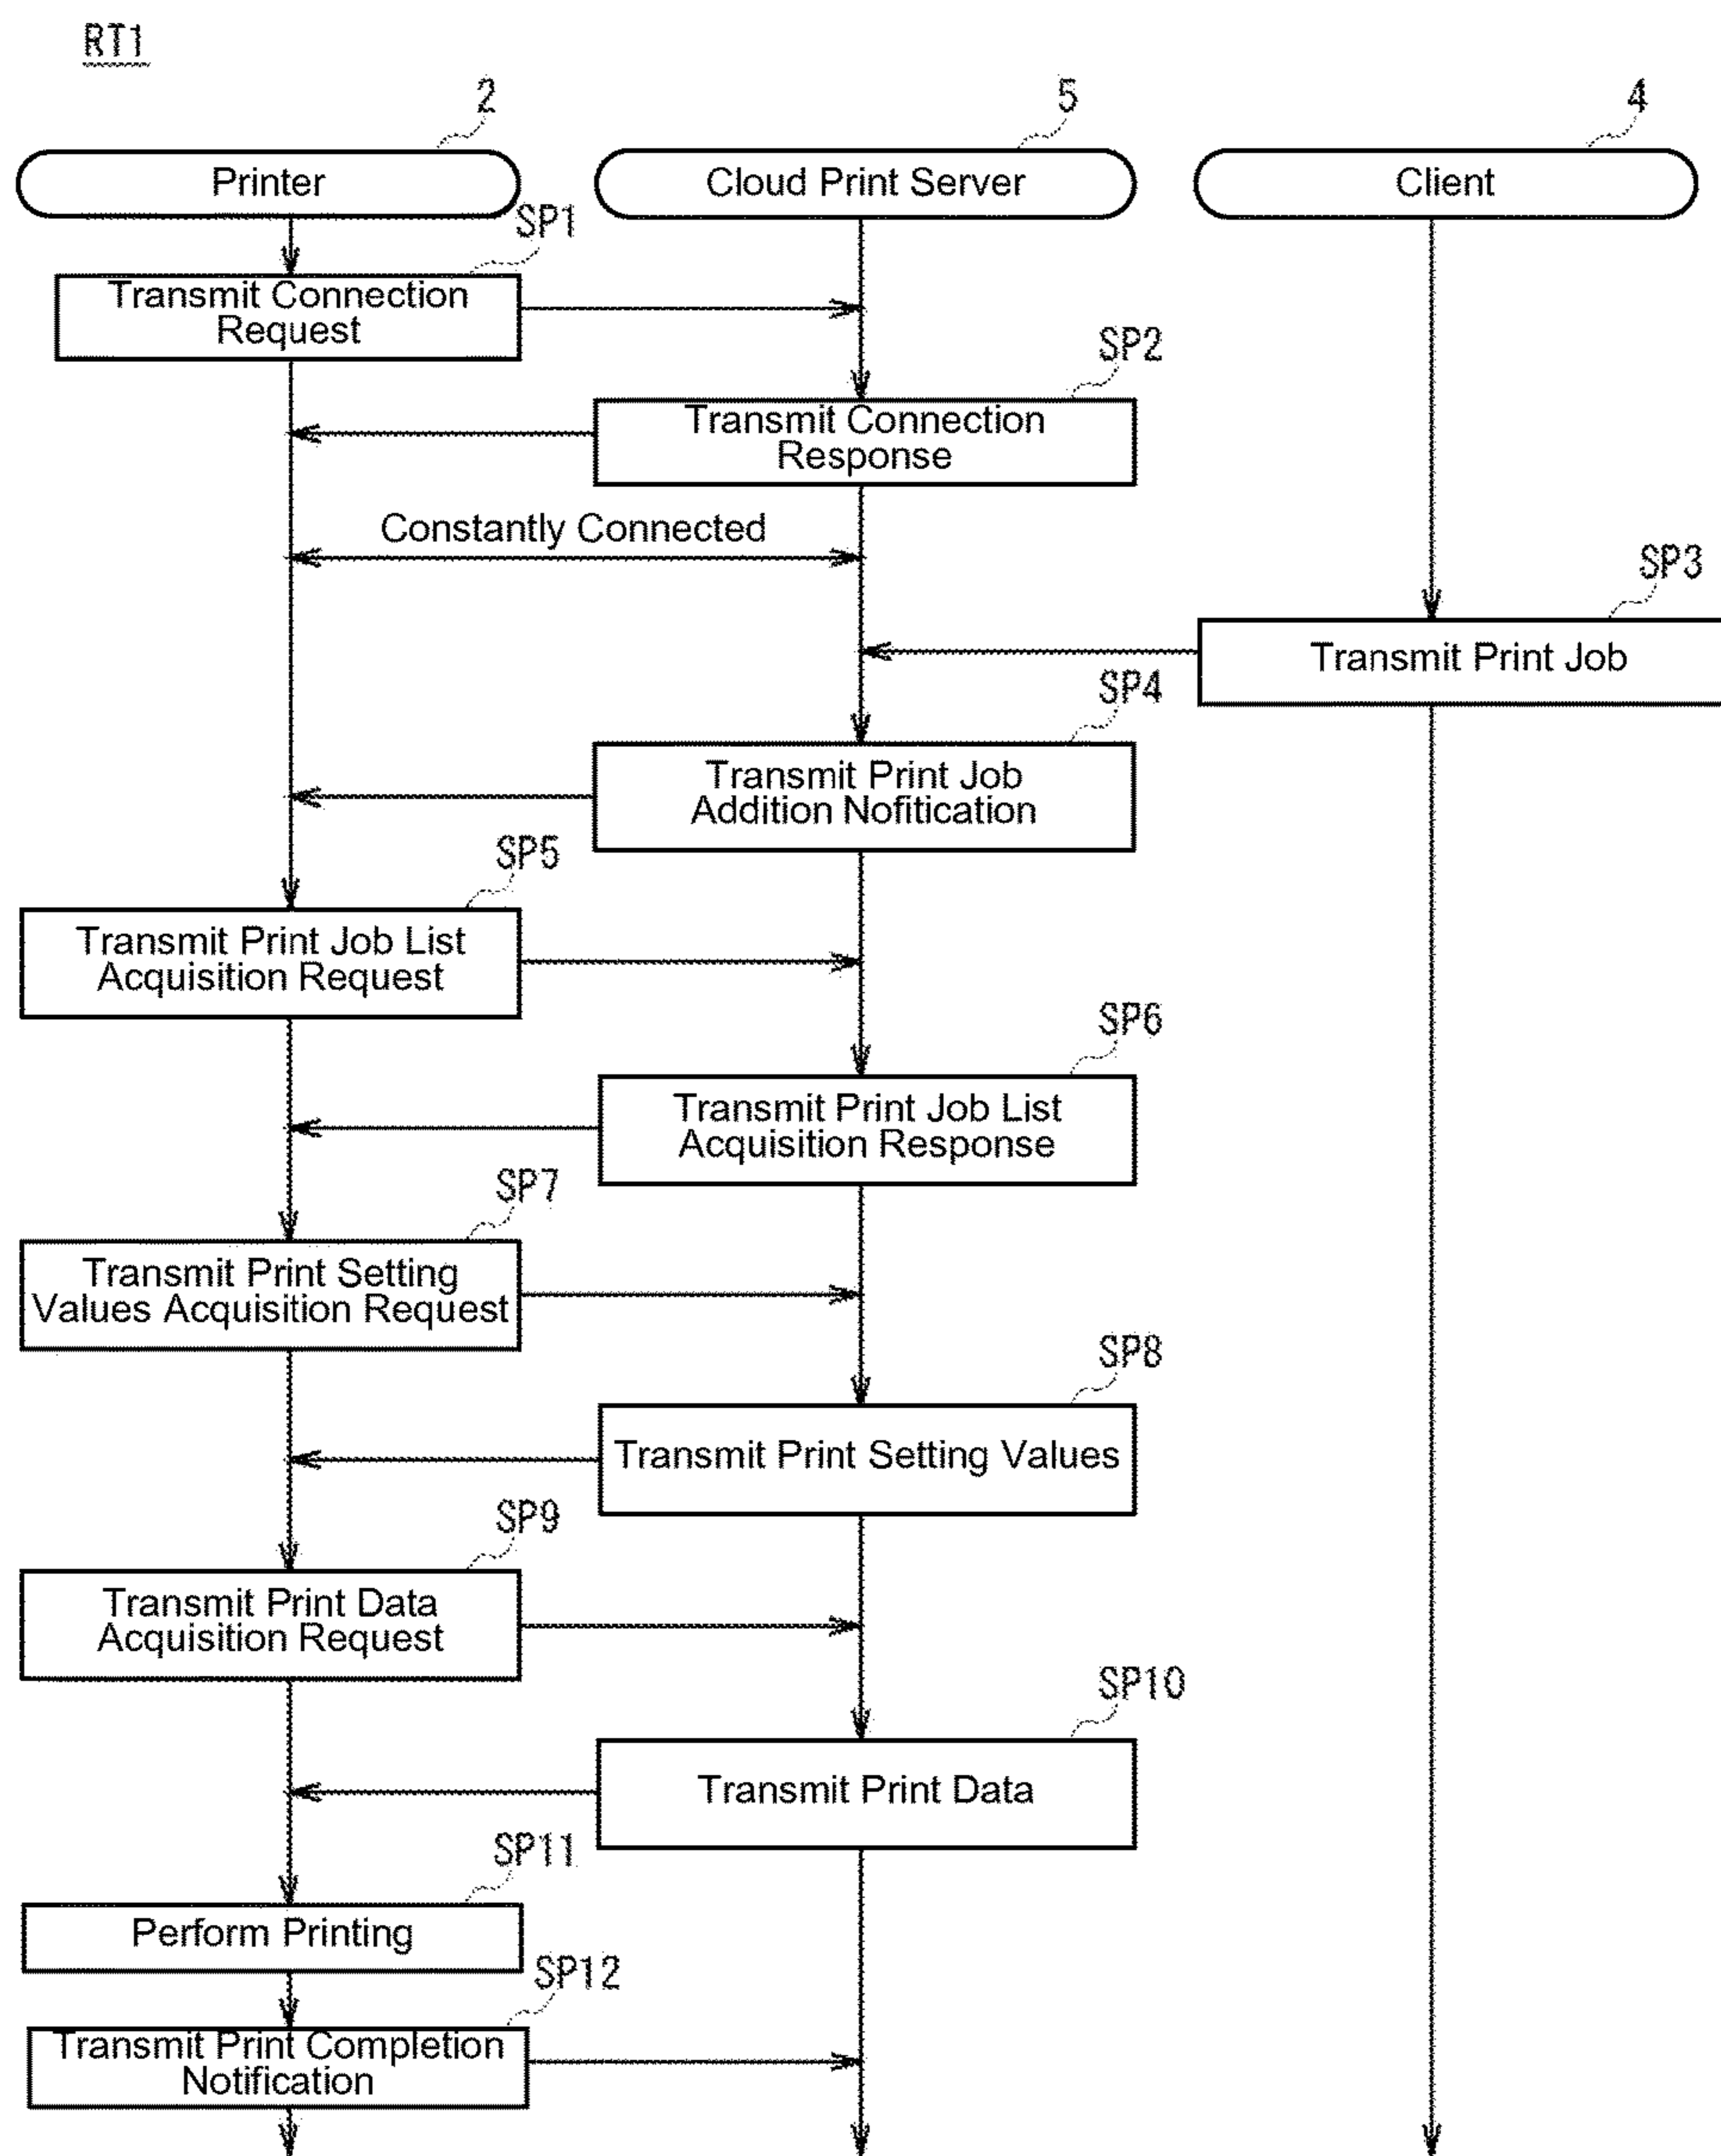 RT1
2
5
4
Printer
Cloud Print Server
Client
SP1
Transmit Connection
Request
SP2
Transmit Connection
Response
Constantly Connected
SP3
Transmit Print Job
SP4
Transmit Print Job
Addition Nofitication
SP5
Transmit Print Job List
Acquisition Request
SP6
Transmit Print Job List
Acquisition Response
SP7
Transmit Print Setting
Values Acquisition Request
SP8
Transmit Print Setting Values
SP9
Transmit Print Data
Acquisition Request
SP10
Transmit Print Data
SP11
Perform Printing
SP12
Transmit Print Completion
Notification